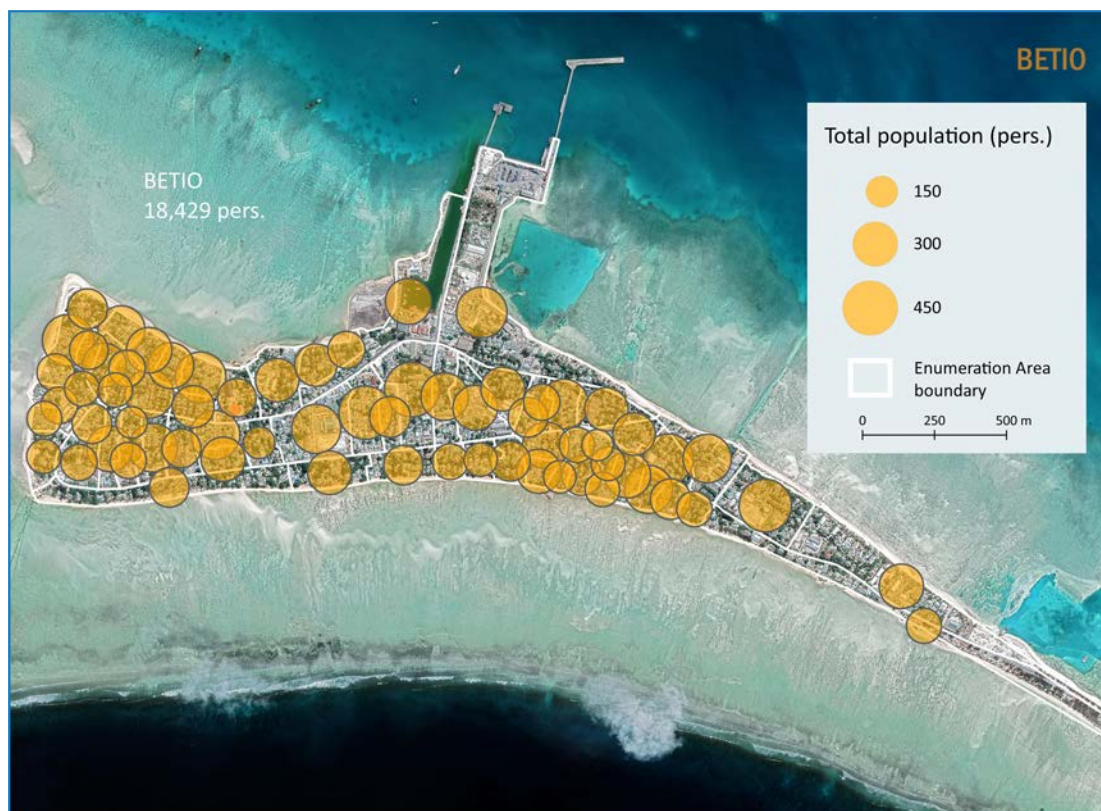 BETIO
BETIO
18,429 pers.
Total population (pers.)
150
300
450
Enumeration Area
boundary
0 250 500 m